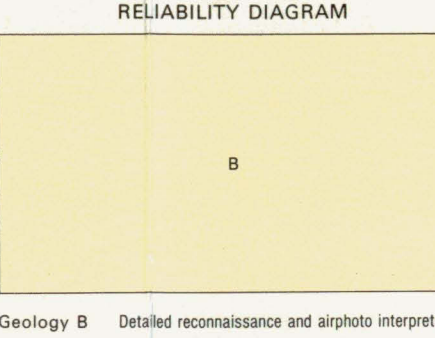 RELIABILITY DIAGRAM
B
Geology B Detailed reconnaissance and airphoto interpret